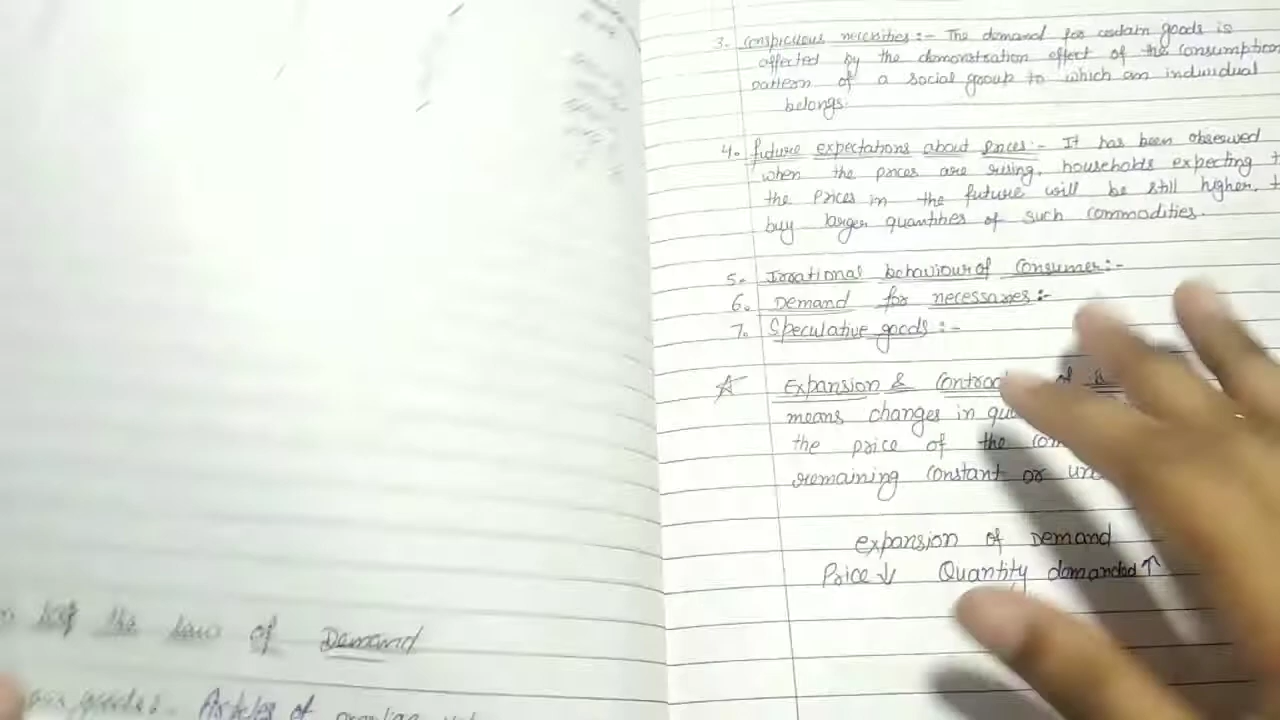 the law of Demand
Articles of
3. Conspicuous necessities:- The demand for certain goods is
affected by the demonstration effect of the consumption
pattern of a social group to which an individual
belongs.
4. future expectations about prices:- It has been observed
when the prices are rising, households expecting
the prices in the future will be still higher,
buy larger quantities of such commodities.
5. Irrational behaviour of Consumer:-
6. Demand for necessaries:-
7. Speculative goods:-
☆ Expansion & of
means changes in
the price of the
remaining constant or
expansion of Demand
Price↓ Quantity demanded↑